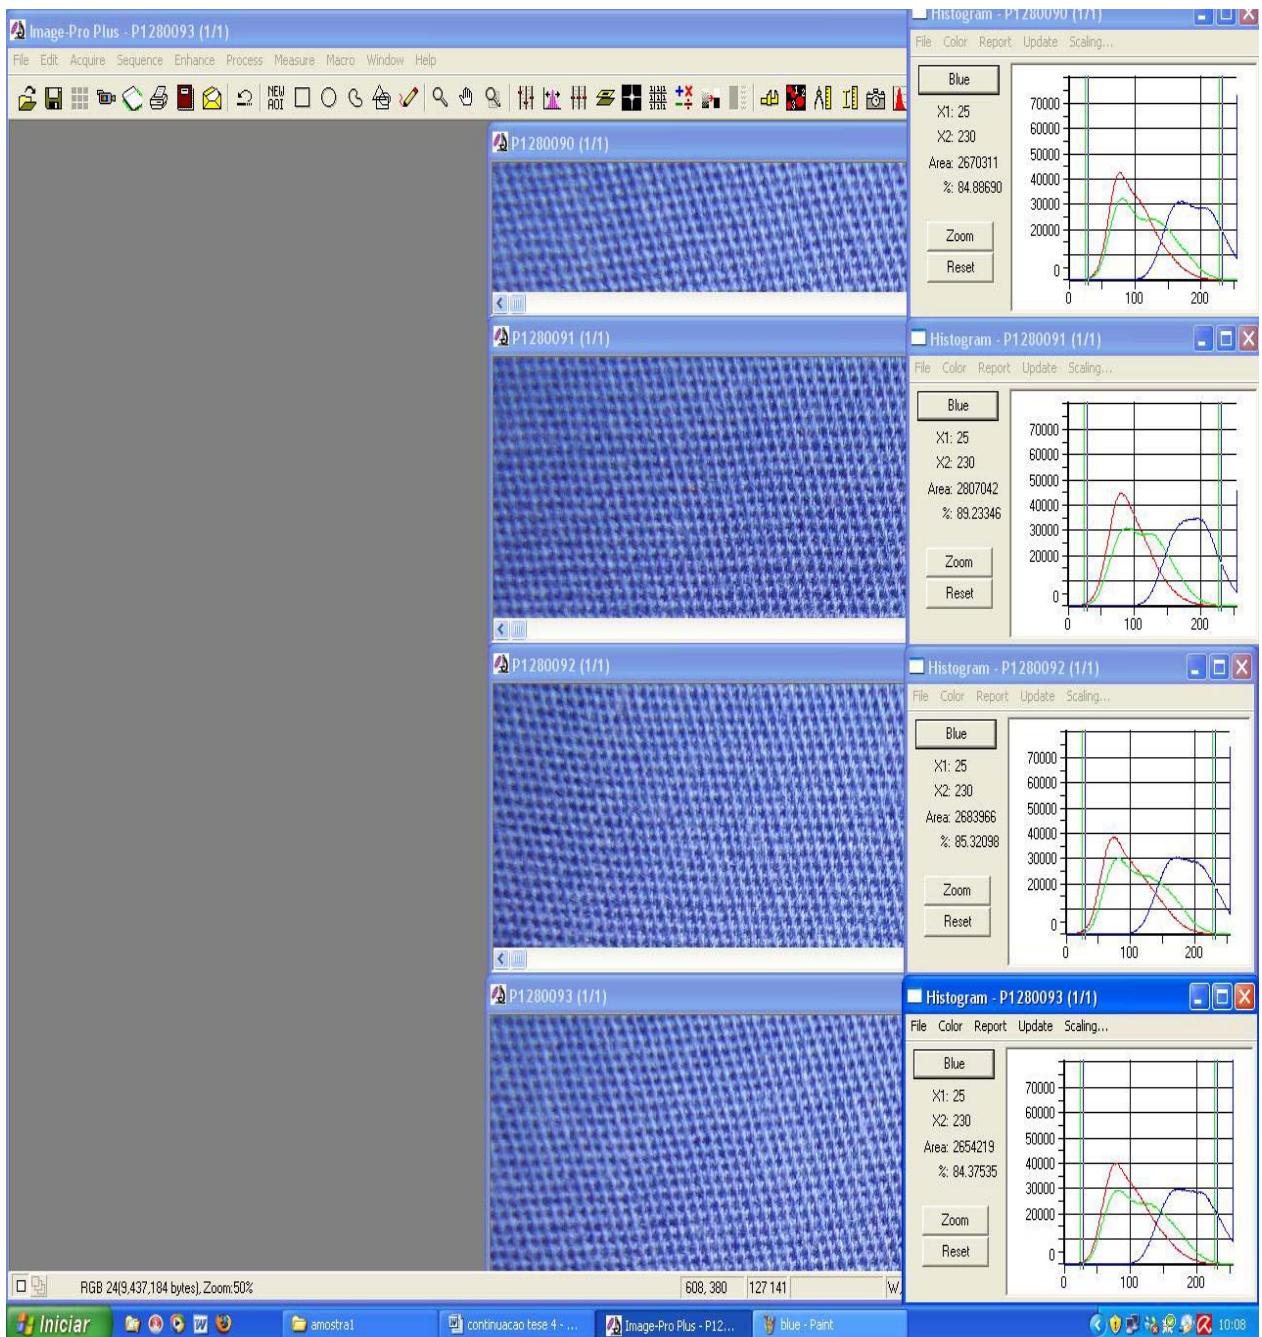 Image-Pro Plus - P1280093 (1/1)
File Edit Acquire Sequence Enhance Process Measure Macro Window Help
NEW AOI
P1280090 (1/1)
Histogram - P1280090 (1/1)
File Color Report Update Scaling...
Blue
X1: 25
X2: 230
Area: 2670311
%: 84.88690
Zoom
Reset
70000
60000
50000
40000
30000
20000
0
0 100 200
P1280091 (1/1)
Histogram - P1280091 (1/1)
File Color Report Update Scaling...
Blue
X1: 25
X2: 230
Area: 2807042
%: 89.23346
Zoom
Reset
70000
60000
50000
40000
30000
20000
0
0 100 200
P1280092 (1/1)
Histogram - P1280092 (1/1)
File Color Report Update Scaling...
Blue
X1: 25
X2: 230
Area: 2683966
%: 85.32098
Zoom
Reset
70000
60000
50000
40000
30000
20000
0
0 100 200
P1280093 (1/1)
Histogram - P1280093 (1/1)
File Color Report Update Scaling...
Blue
X1: 25
X2: 230
Area: 2654219
%: 84.37535
Zoom
Reset
70000
60000
50000
40000
30000
20000
0
0 100 200
RGB 24(9,437,184 bytes), Zoom:50% 608, 380 127 141 W
Iniciar amostra1 continuacao tese 4 - ... Image-Pro Plus - P12... blue - Paint 10:08